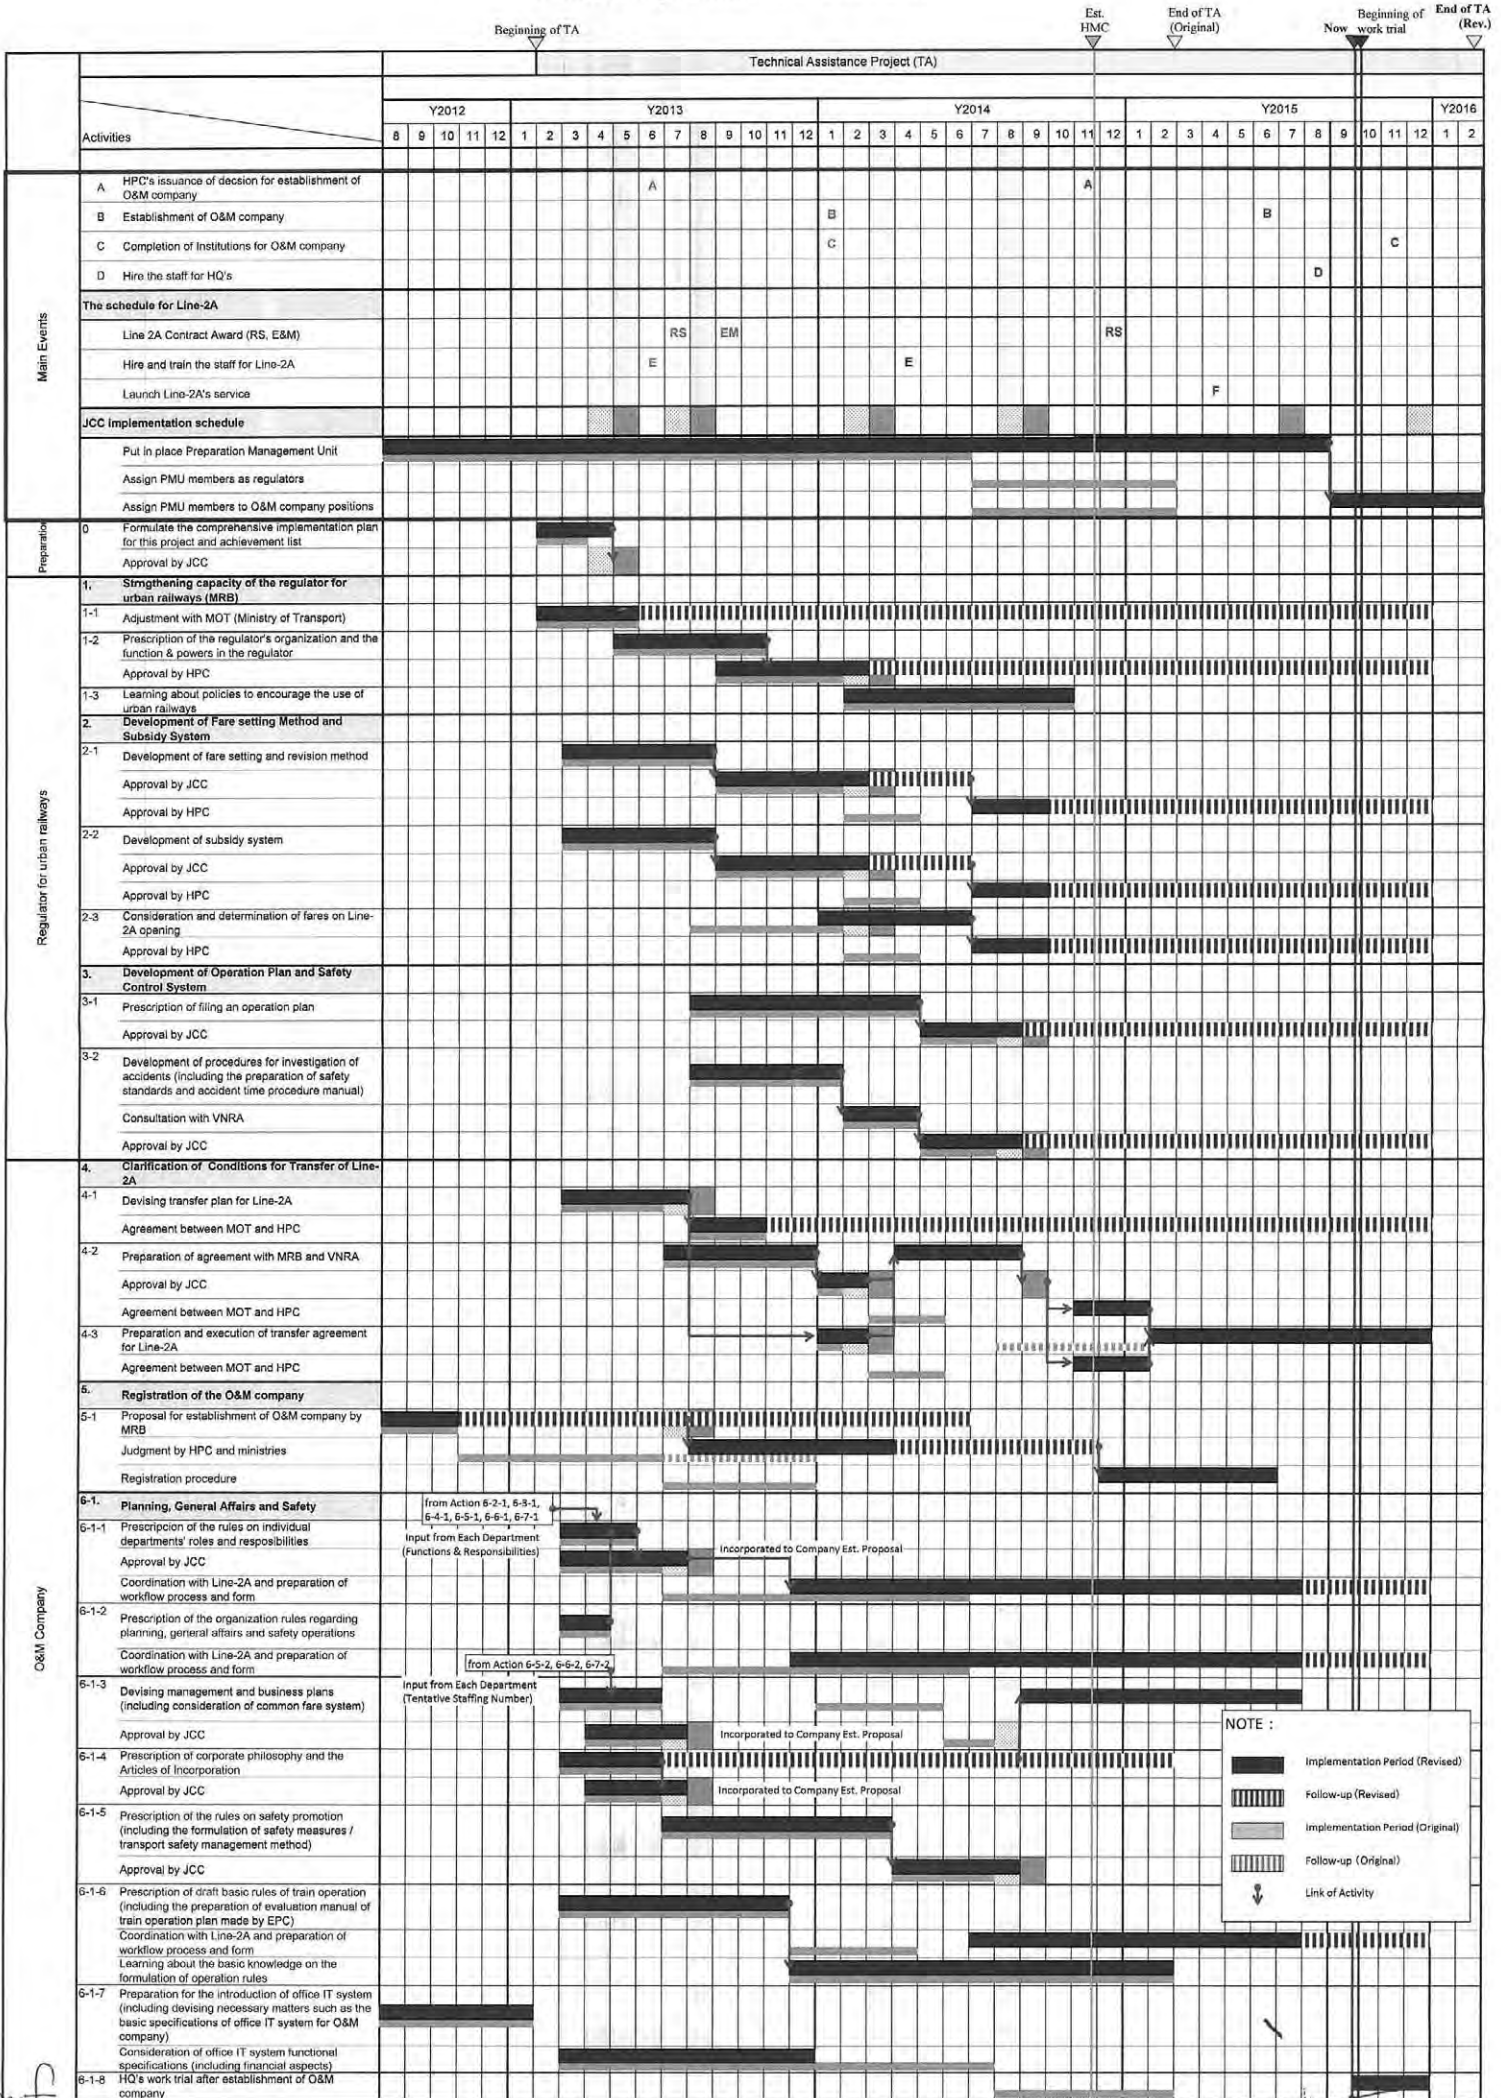 Beginning of TA
Est.
HMC
End of TA
(Original)
Now
Beginning of
work trial
End of TA
(Rev.)
Technical Assistance Project (TA)
Activities
Y2012
Y2013
Y2014
Y2015
Y2016
8 9 10 11 12 1 2 3 4 5 6 7 8 9 10 11 12 1 2 3 4 5 6 7 8 9 10 11 12 1 2 3 4 5 6 7 8 9 10 11 12 1 2
Main Events
A HPC's issuance of decsion for establishment of
O&M company
A A
B Establishment of O&M company
B B
C Completion of Institutions for O&M company
C C
D Hire the staff for HQ's
D
The schedule for Line-2A
Line 2A Contract Award (RS, E&M)
RS EM RS
Hire and train the staff for Line-2A
E E
Launch Line-2A's service
F
JCC implementation schedule
Put in place Preparation Management Unit
Assign PMU members as regulators
Assign PMU members to O&M company positions
Preparation
0 Formulate the comprehensive implementation plan
for this project and achievement list
Approval by JCC
Regulator for urban railways
1. Strngthening capacity of the regulator for
urban railways (MRB)
1-1 Adjustment with MOT (Ministry of Transport)
1-2 Prescription of the regulator's organization and the
function & powers in the regulator
Approval by HPC
1-3 Learning about policies to encourage the use of
urban railways
2. Development of Fare setting Method and
Subsidy System
2-1 Development of fare setting and revision method
Approval by JCC
Approval by HPC
2-2 Development of subsidy system
Approval by JCC
Approval by HPC
2-3 Consideration and determination of fares on Line-
2A opening
Approval by HPC
3. Development of Operation Plan and Safety
Control System
3-1 Prescription of filing an operation plan
Approval by JCC
3-2 Development of procedures for investigation of
accidents (including the preparation of safety
standards and accident time procedure manual)
Consultation with VNRA
Approval by JCC
O&M Company
4. Clarification of Conditions for Transfer of Line-
2A
4-1 Devising transfer plan for Line-2A
Agreement between MOT and HPC
4-2 Preparation of agreement with MRB and VNRA
Approval by JCC
Agreement between MOT and HPC
4-3 Preparation and execution of transfer agreement
for Line-2A
Agreement between MOT and HPC
5. Registration of the O&M company
5-1 Proposal for establishment of O&M company by
MRB
Judgment by HPC and ministries
Registration procedure
6-1. Planning, General Affairs and Safety
from Action 6-2-1, 6-3-1,
6-4-1, 6-5-1, 6-6-1, 6-7-1
6-1-1 Prescripcion of the rules on individual
departments' roles and resposibilities
Input from Each Department
(Functions & Responsibilities)
Approval by JCC
Incorporated to Company Est. Proposal
Coordination with Line-2A and preparation of
workflow process and form
6-1-2 Prescription of the organization rules regarding
planning, general affairs and safety operations
Coordination with Line-2A and preparation of
workflow process and form
from Action 6-5-2, 6-6-2, 6-7-2
6-1-3 Devising management and business plans
(including consideration of common fare system)
Input from Each Department
(Tentative Staffing Number)
Approval by JCC
Incorporated to Company Est. Proposal
6-1-4 Prescription of corporate philosophy and the
Articles of Incorporation
Approval by JCC
Incorporated to Company Est. Proposal
6-1-5 Prescription of the rules on safety promotion
(including the formulation of safety measures /
transport safety management method)
Approval by JCC
6-1-6 Prescription of draft basic rules of train operation
(including the preparation of evaluation manual of
train operation plan made by EPC)
Coordination with Line-2A and preparation of
workflow process and form
Learning about the basic knowledge on the
formulation of operation rules
6-1-7 Preparation for the introduction of office IT system
(including devising necessary matters such as the
basic specifications of office IT system for O&M
company)
Consideration of office IT system functional
specifications (including financial aspects)
6-1-8 HQ's work trial after establishment of O&M
company
NOTE :
Implementation Period (Revised)
Follow-up (Revised)
Implementation Period (Original)
Follow-up (Original)
Link of Activity